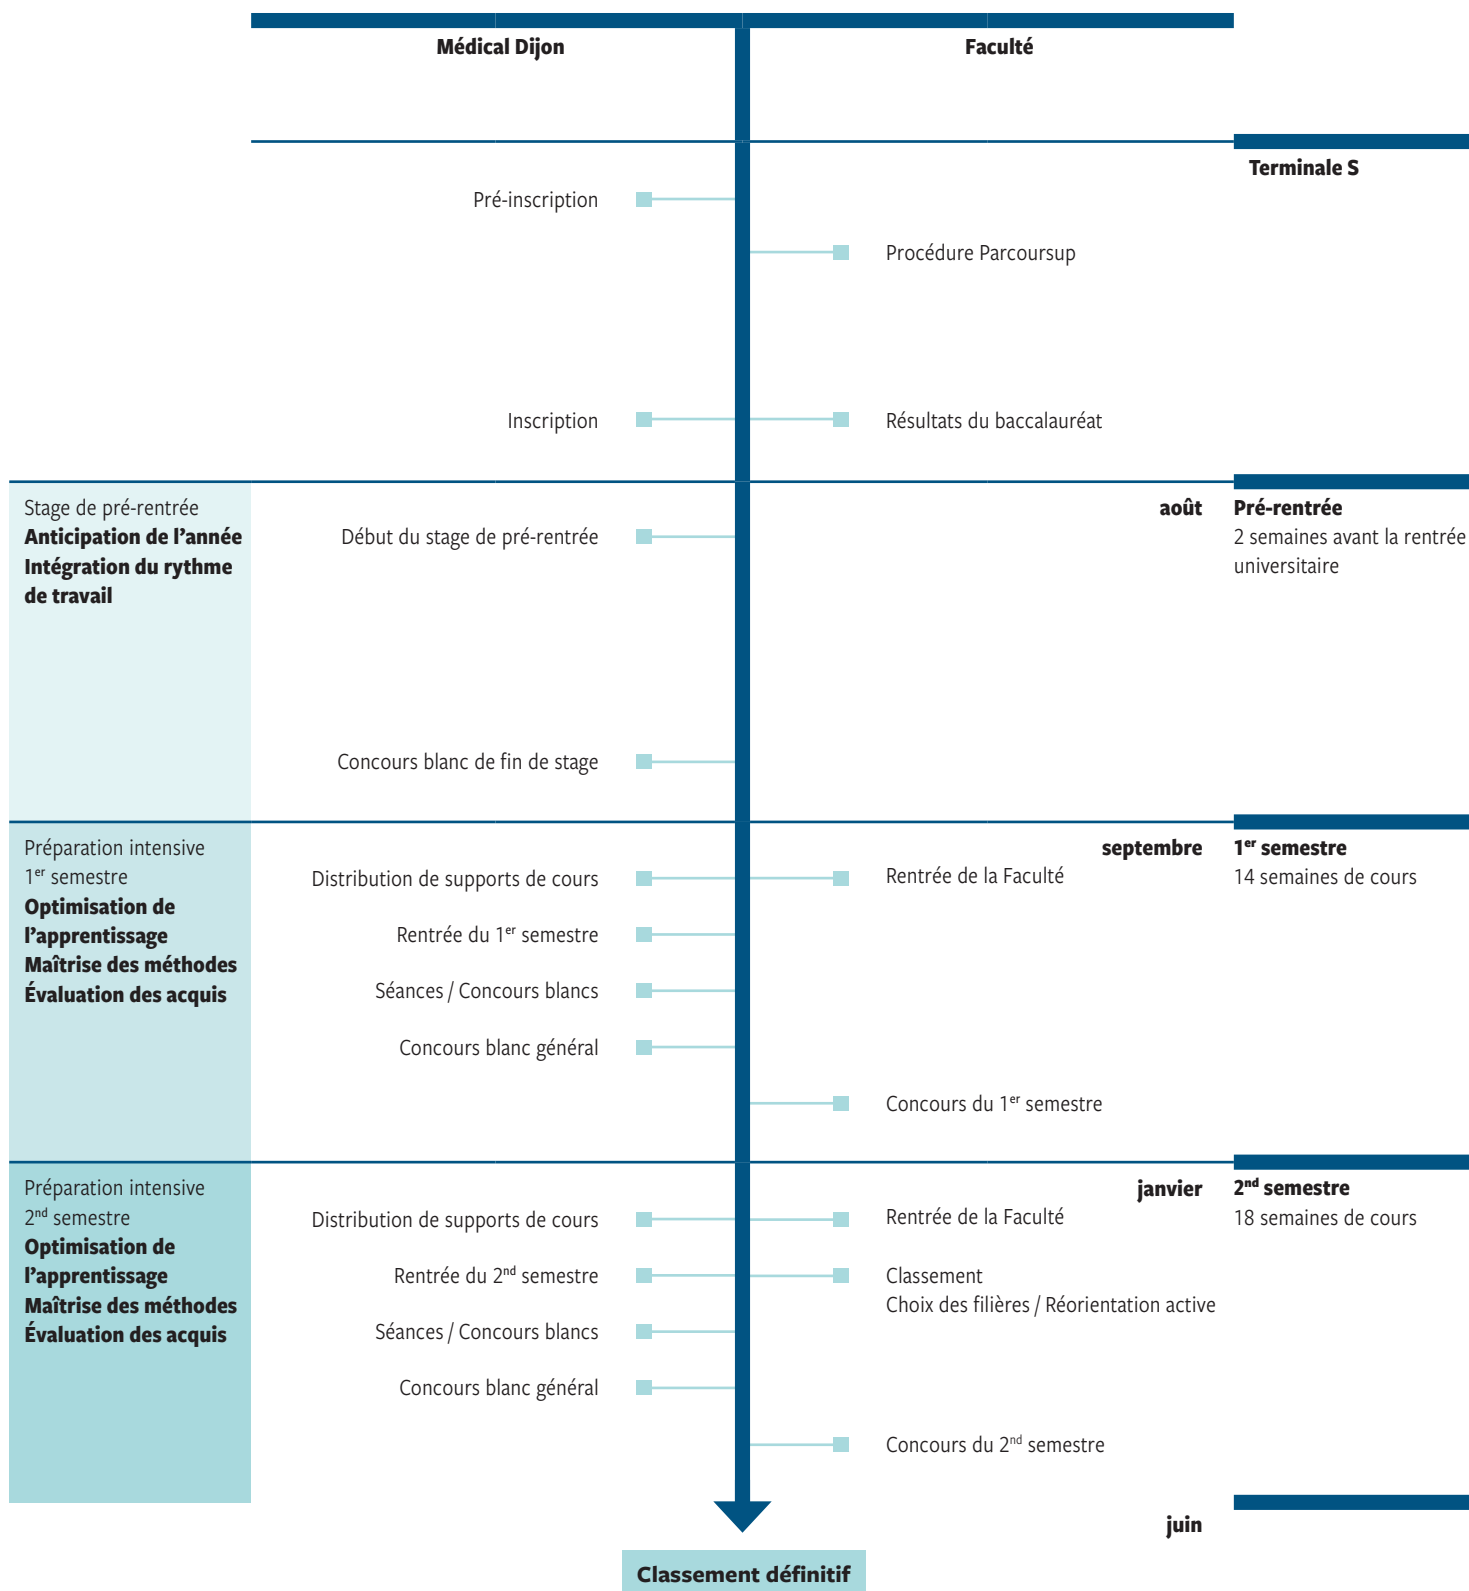 Médical Dijon
Faculté
Terminale S
Pré-inscription
Procédure Parcoursup
Inscription
Résultats du baccalauréat
Stage de pré-rentrée
Anticipation de l’année
Intégration du rythme
de travail
Début du stage de pré-rentrée
août
Pré-rentrée
2 semaines avant la rentrée
universitaire
Concours blanc de fin de stage
Préparation intensive
1er semestre
Optimisation de
l’apprentissage
Maîtrise des méthodes
Évaluation des acquis
Distribution de supports de cours
Rentrée du 1er semestre
Séances / Concours blancs
Concours blanc général
septembre
Rentrée de la Faculté
Concours du 1er semestre
1er semestre
14 semaines de cours
Préparation intensive
2nd semestre
Optimisation de
l’apprentissage
Maîtrise des méthodes
Évaluation des acquis
Distribution de supports de cours
Rentrée du 2nd semestre
Séances / Concours blancs
Concours blanc général
janvier
Rentrée de la Faculté
Classement
Choix des filières / Réorientation active
Concours du 2nd semestre
2nd semestre
18 semaines de cours
juin
Classement définitif